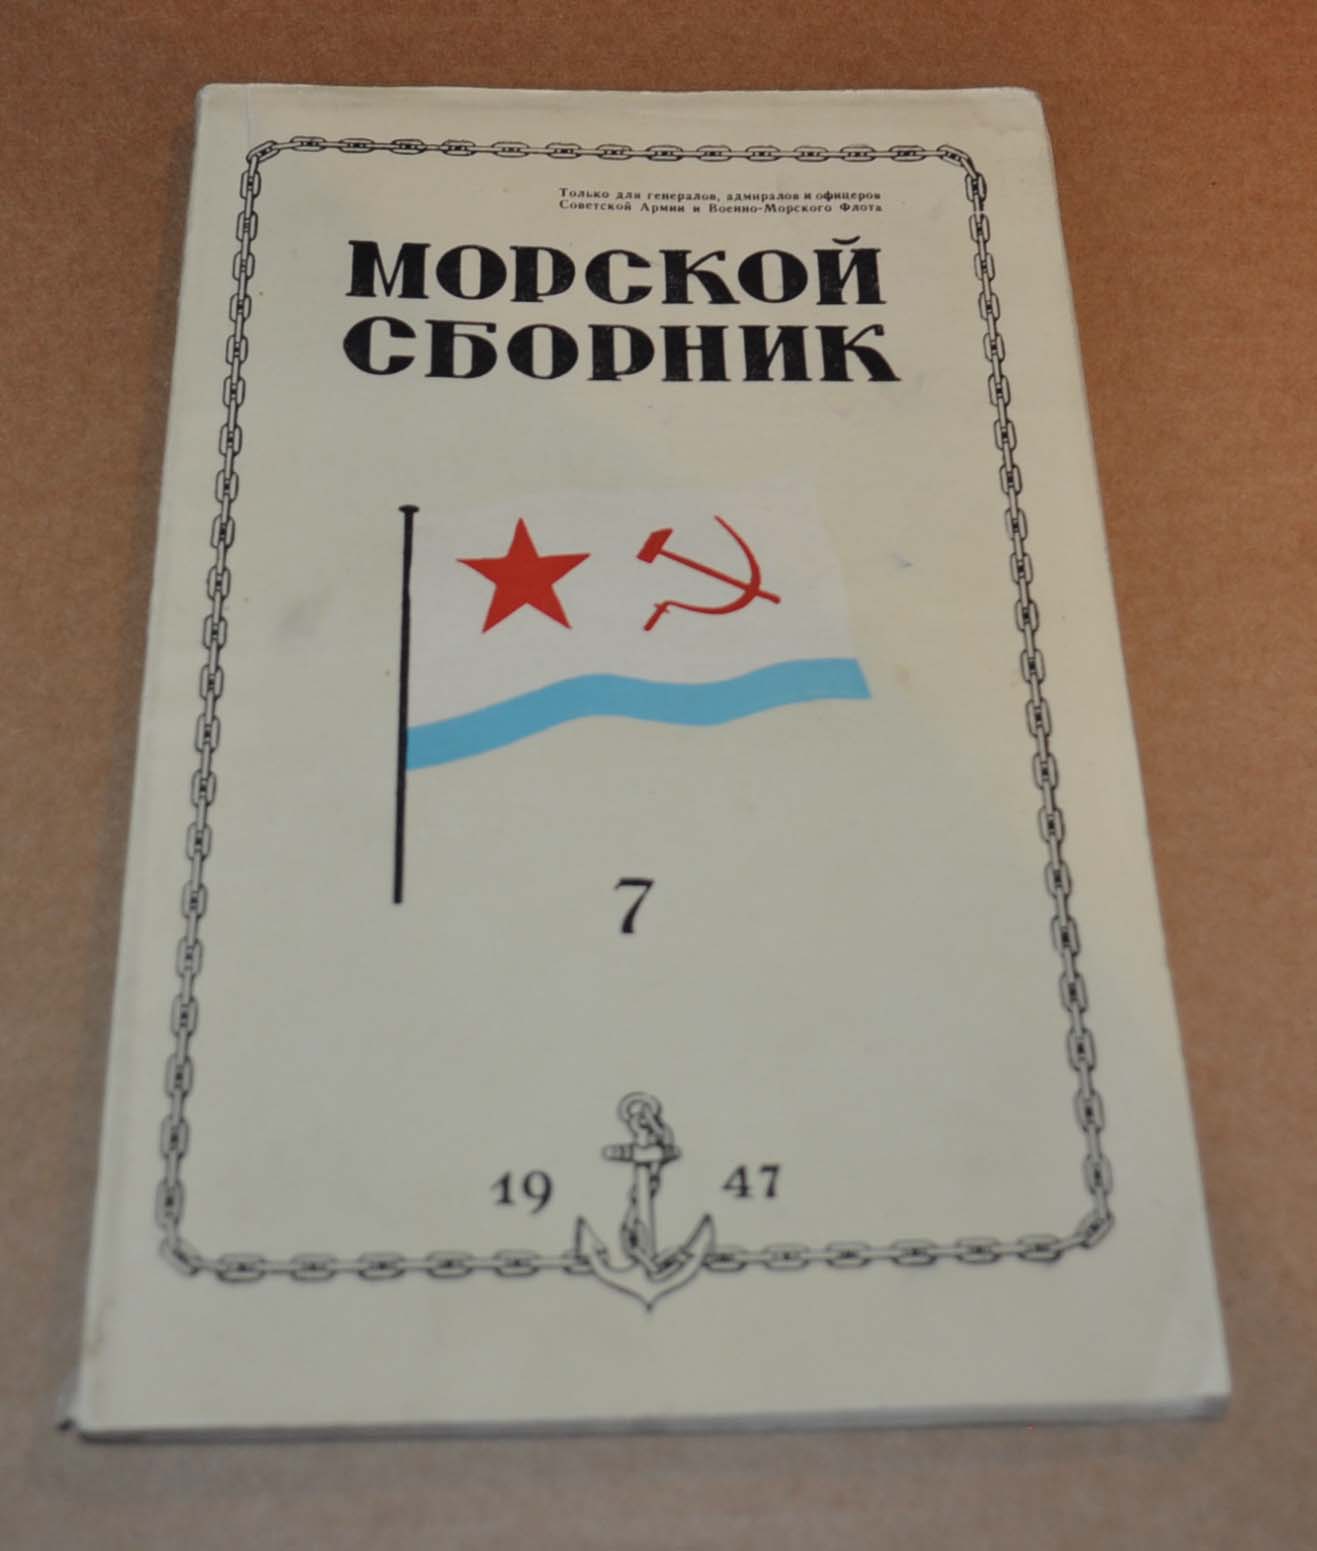 Только для генералов, адмиралов и офицеров
Советской Армии и Военно-Морского Флота
МОРСКОЙ
СБОРНИК
7
19 47